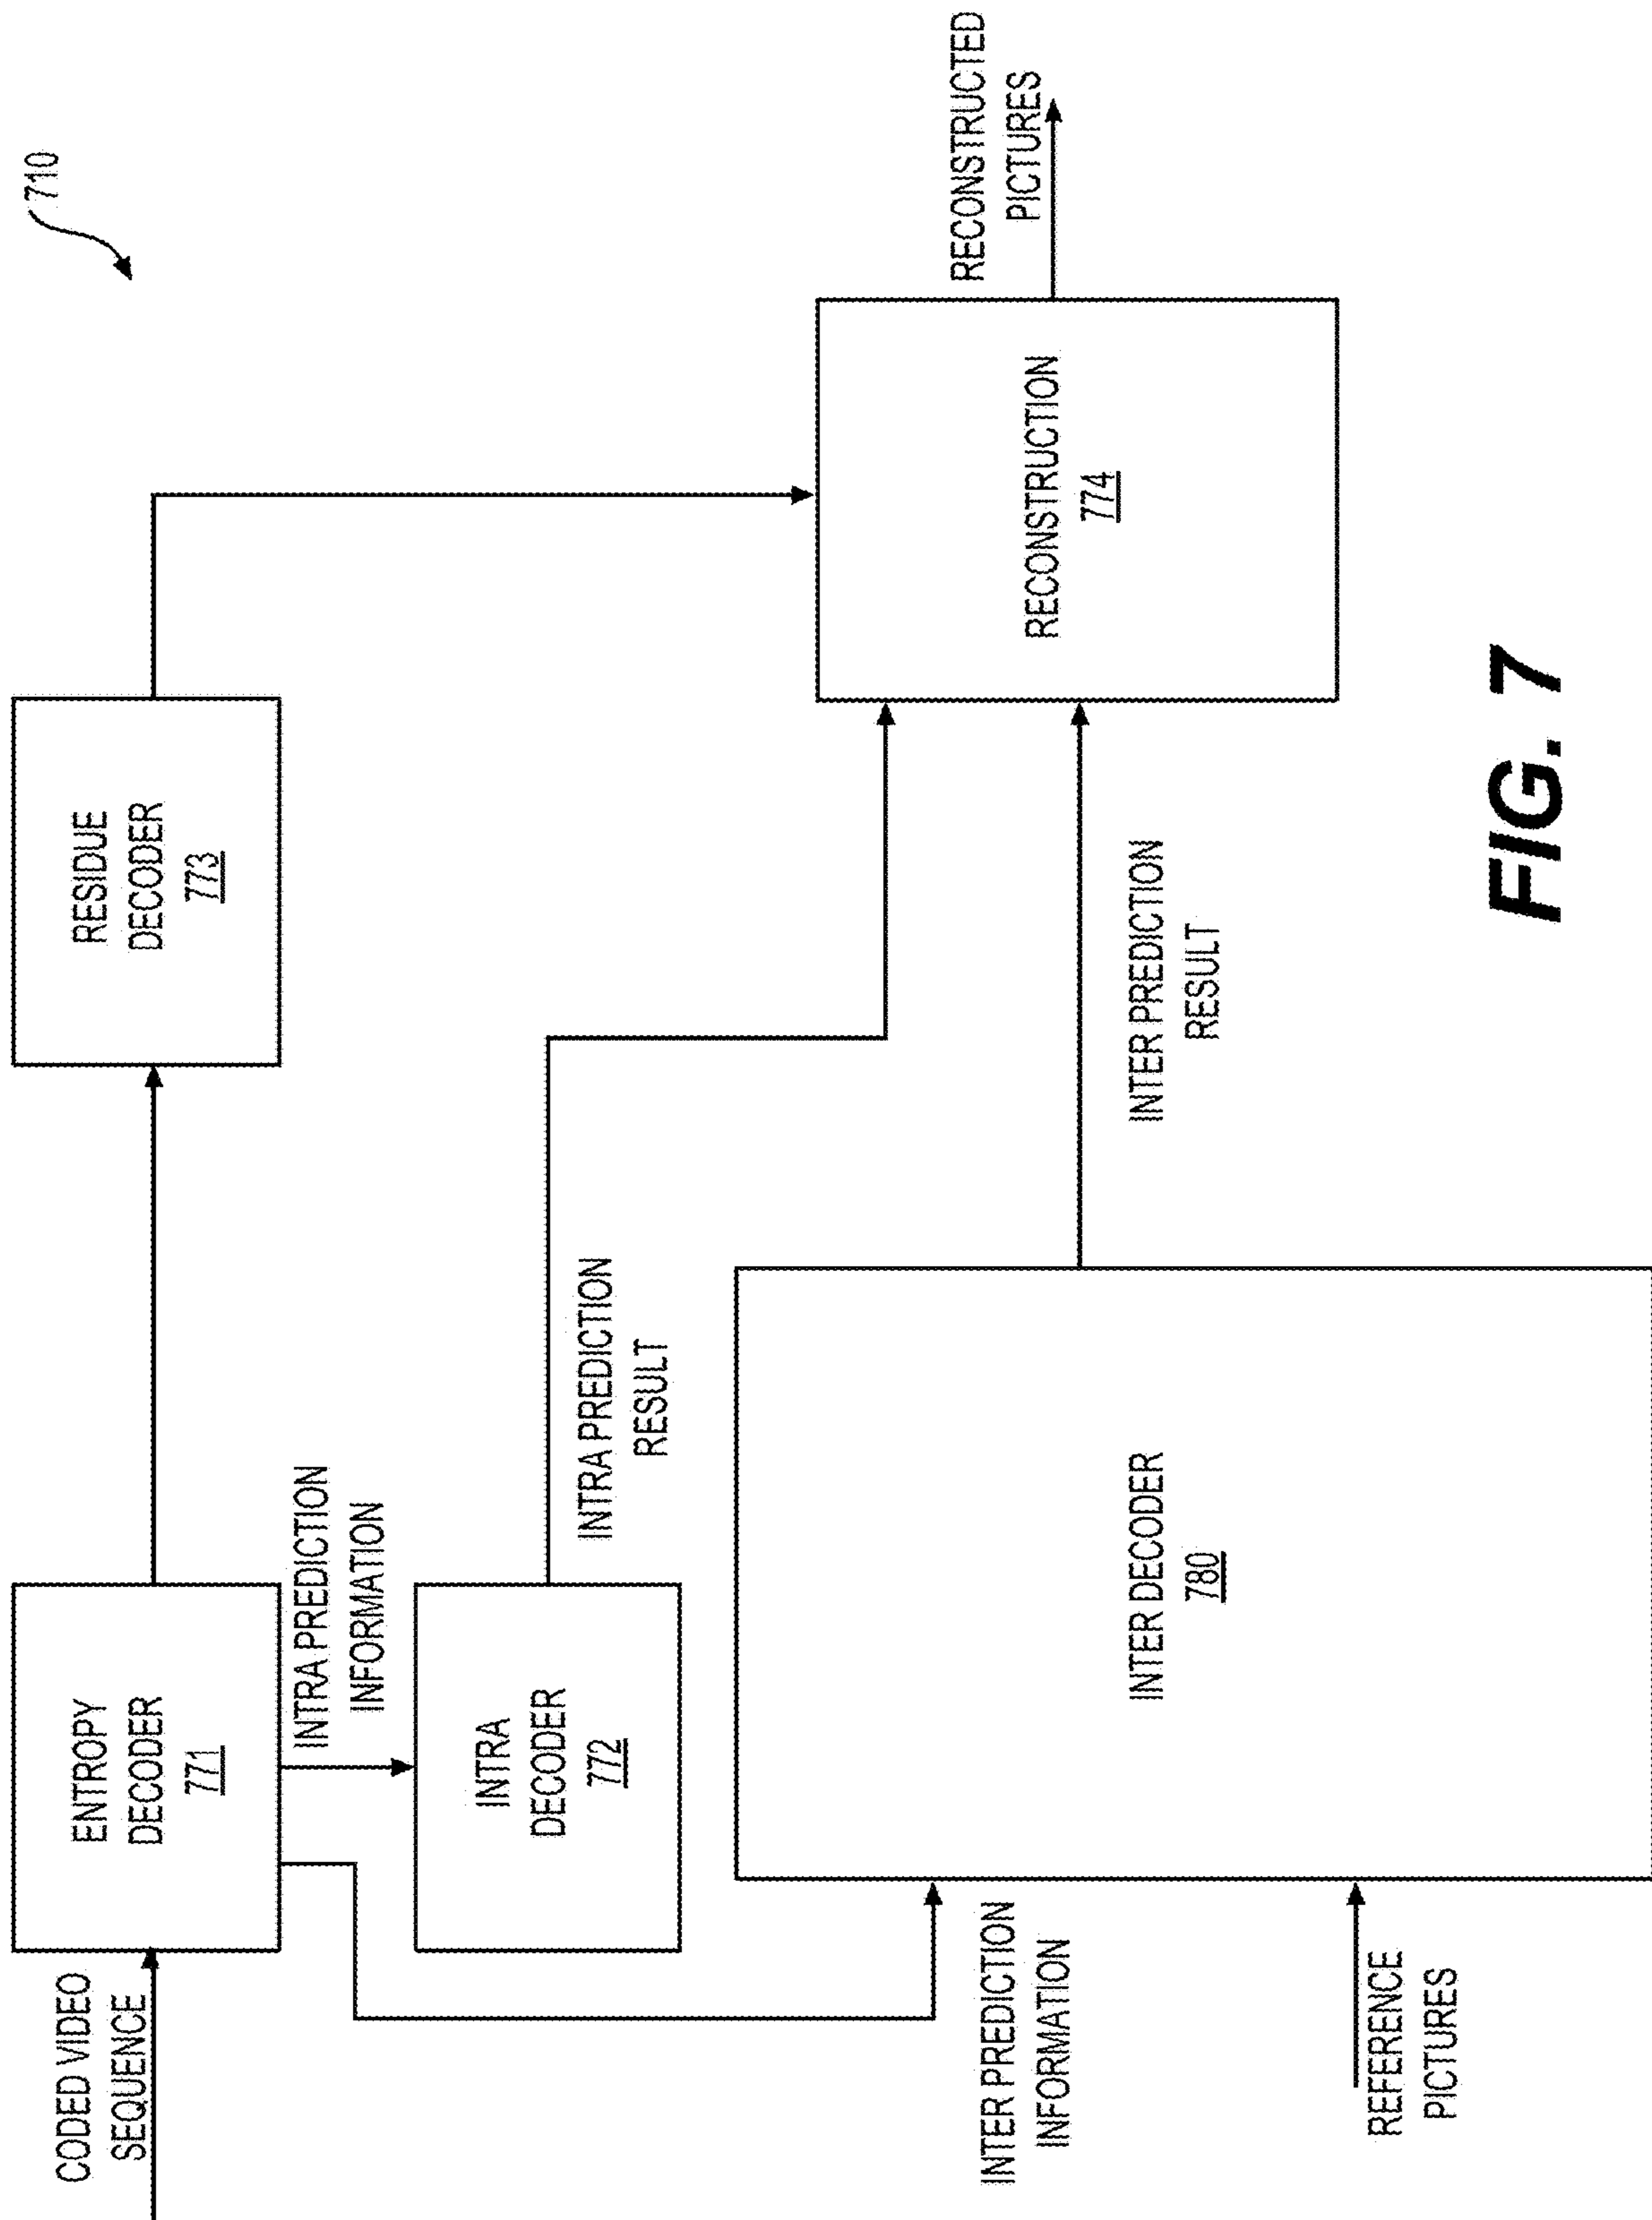 710
CODED VIDEO
SEQUENCE
ENTROPY
DECODER
771
RESIDUE
DECODER
773
INTRA PREDICTION
INFORMATION
INTRA
DECODER
772
INTRA PREDICTION
RESULT
INTER PREDICTION
INFORMATION
REFERENCE
PICTURES
INTER DECODER
780
INTER PREDICTION
RESULT
RECONSTRUCTION
774
RECONSTRUCTED
PICTURES
FIG. 7